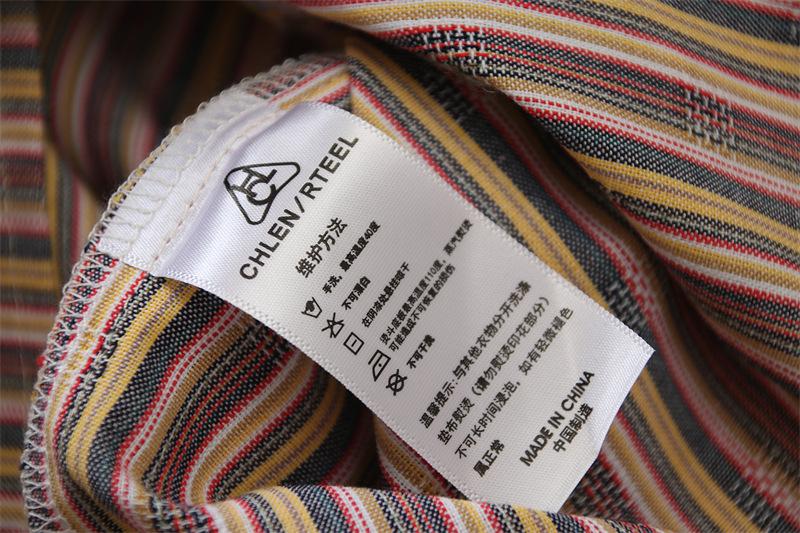 HLC
CHLEN/RTEEL
维护方法
手洗，最高温度40度
不可漂白
在阴凉处悬挂晾干
熨斗底板最高温度110度，蒸汽熨烫
可能造成不可恢复的损伤
不可干洗
温馨提示：与其他衣物分开洗涤
垫布熨烫（请勿熨烫印花部分）
不可长时间浸泡，如有轻微褪色
属正常
MADE IN CHINA
中国制造